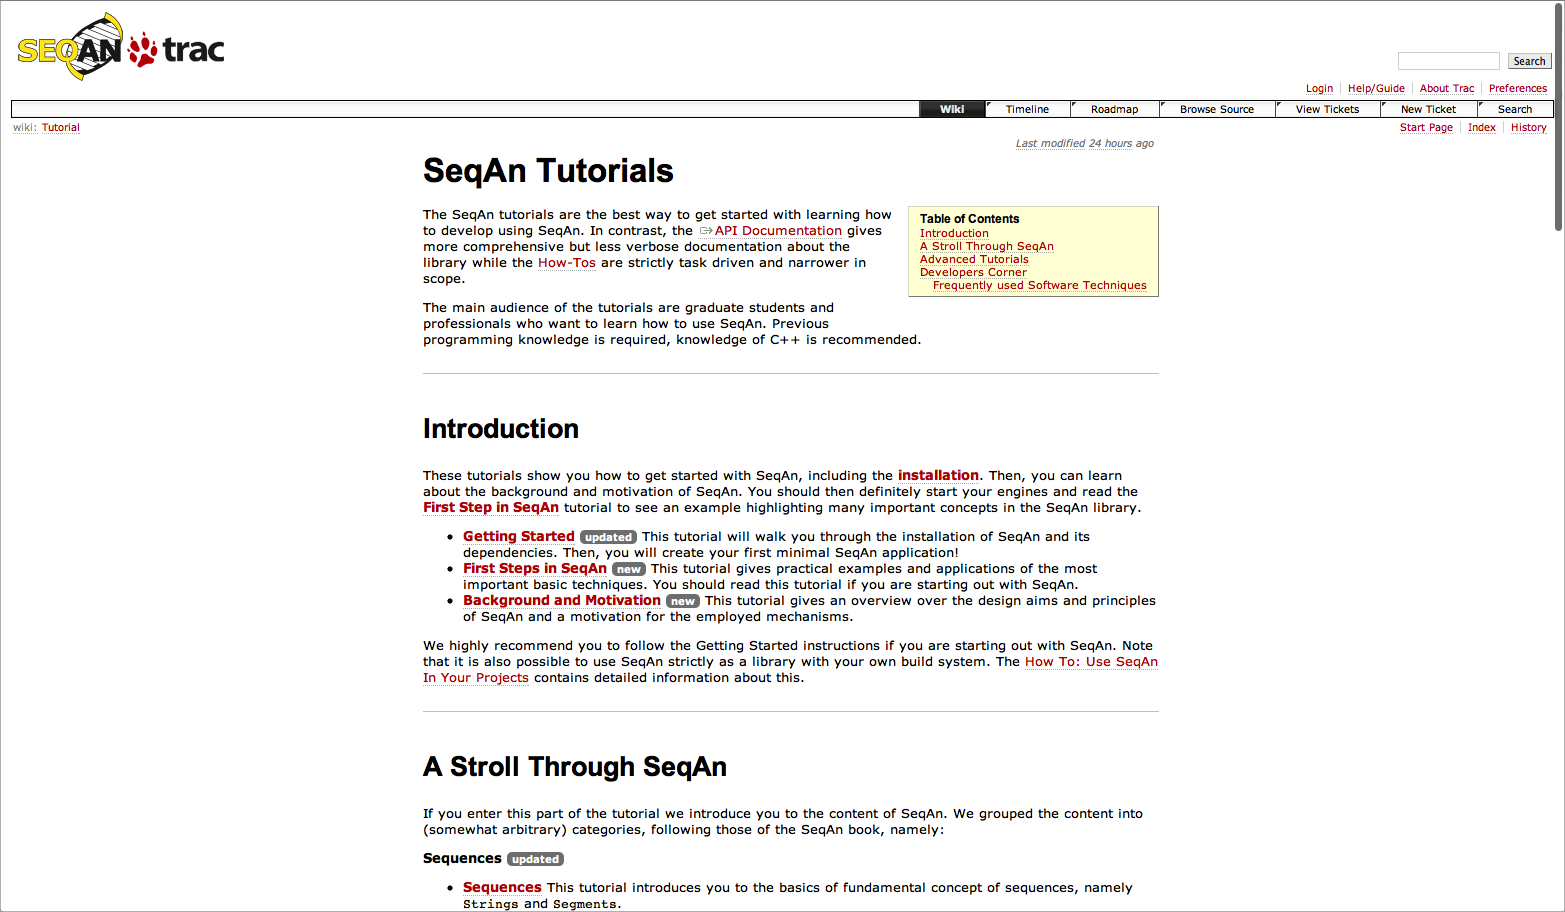 SEQAN trac
Search
Login Help/Guide About Trac Preferences
Wiki Timeline Roadmap Browse Source View Tickets New Ticket Search
wiki: Tutorial
Start Page Index History
Last modified 24 hours ago
SeqAn Tutorials
The SeqAn tutorials are the best way to get started with learning how
to develop using SeqAn. In contrast, the API Documentation gives
more comprehensive but less verbose documentation about the
library while the How-Tos are strictly task driven and narrower in
scope.
Table of Contents
Introduction
A Stroll Through SeqAn
Advanced Tutorials
Developers Corner
Frequently used Software Techniques
The main audience of the tutorials are graduate students and
professionals who want to learn how to use SeqAn. Previous
programming knowledge is required, knowledge of C++ is recommended.
Introduction
These tutorials show you how to get started with SeqAn, including the installation. Then, you can learn
about the background and motivation of SeqAn. You should then definitely start your engines and read the
First Step in SeqAn tutorial to see an example highlighting many important concepts in the SeqAn library.
• Getting Started updated This tutorial will walk you through the installation of SeqAn and its
dependencies. Then, you will create your first minimal SeqAn application!
• First Steps in SeqAn new This tutorial gives practical examples and applications of the most
important basic techniques. You should read this tutorial if you are starting out with SeqAn.
• Background and Motivation new This tutorial gives an overview over the design aims and principles
of SeqAn and a motivation for the employed mechanisms.
We highly recommend you to follow the Getting Started instructions if you are starting out with SeqAn. Note
that it is also possible to use SeqAn strictly as a library with your own build system. The How To: Use SeqAn
In Your Projects contains detailed information about this.
A Stroll Through SeqAn
If you enter this part of the tutorial we introduce you to the content of SeqAn. We grouped the content into
(somewhat arbitrary) categories, following those of the SeqAn book, namely:
Sequences updated
• Sequences This tutorial introduces you to the basics of fundamental concept of sequences, namely
Strings and Segments.